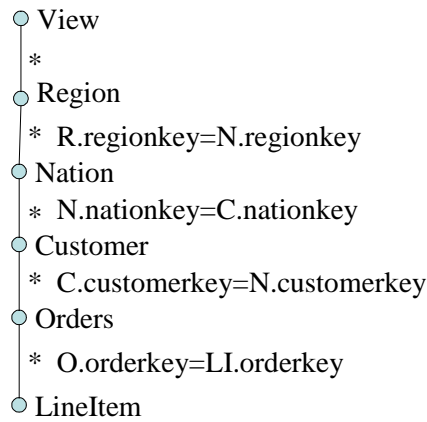 View
*
Region
* R.regionkey=N.regionkey
Nation
* N.nationkey=C.nationkey
Customer
* C.customerkey=N.customerkey
Orders
* O.orderkey=LI.orderkey
LineItem